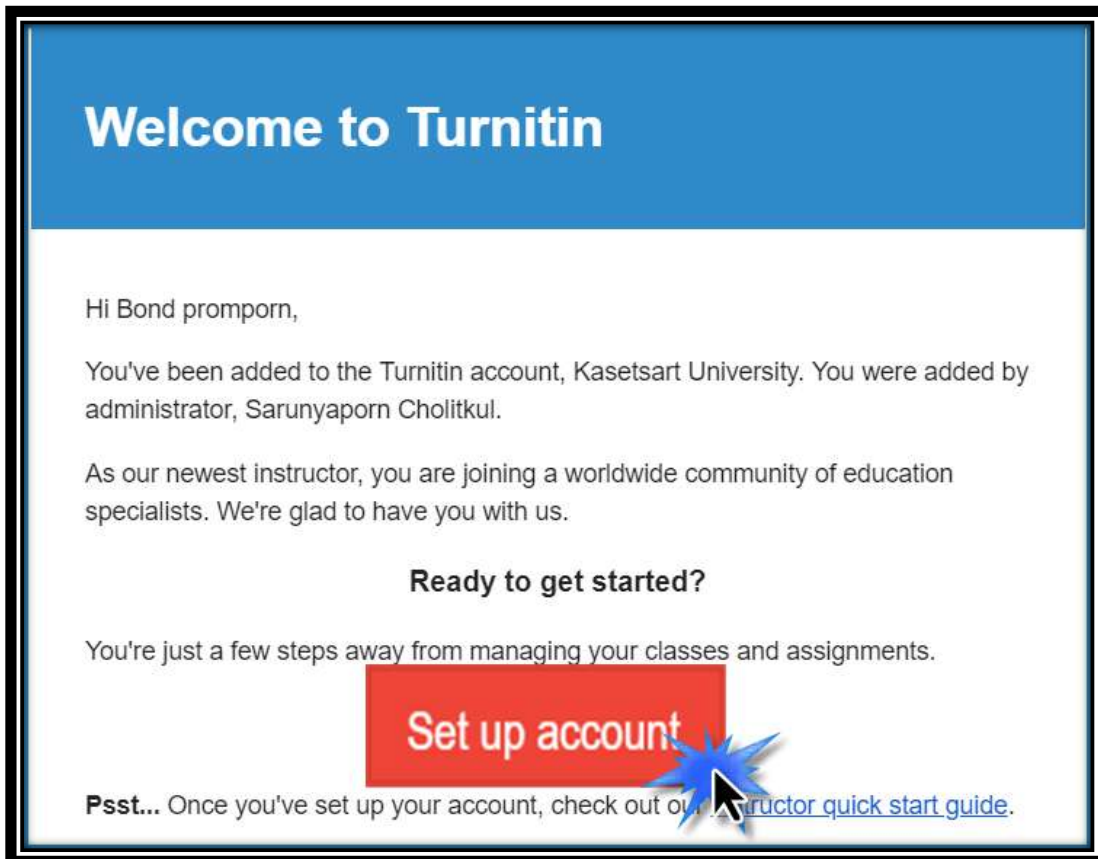 Welcome to Turnitin
Hi Bond promporn,
You've been added to the Turnitin account, Kasetsart University. You were added by
administrator, Sarunyaporn Cholitkul.
As our newest instructor, you are joining a worldwide community of education
specialists. We're glad to have you with us.
Ready to get started?
You're just a few steps away from managing your classes and assignments.
Set up account
Psst... Once you've set up your account, check out our instructor quick start guide.